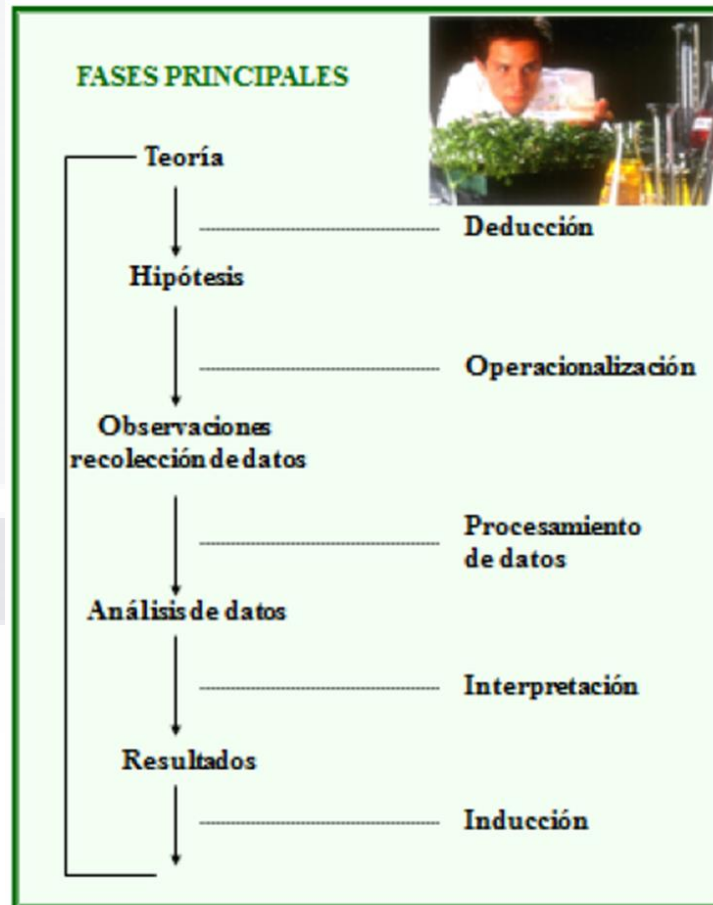 FASES PRINCIPALES
Teoría
Deducción
Hipótesis
Operacionalización
Observaciones
recolección de datos
Procesamiento
de datos
Análisis de datos
Interpretación
Resultados
Inducción